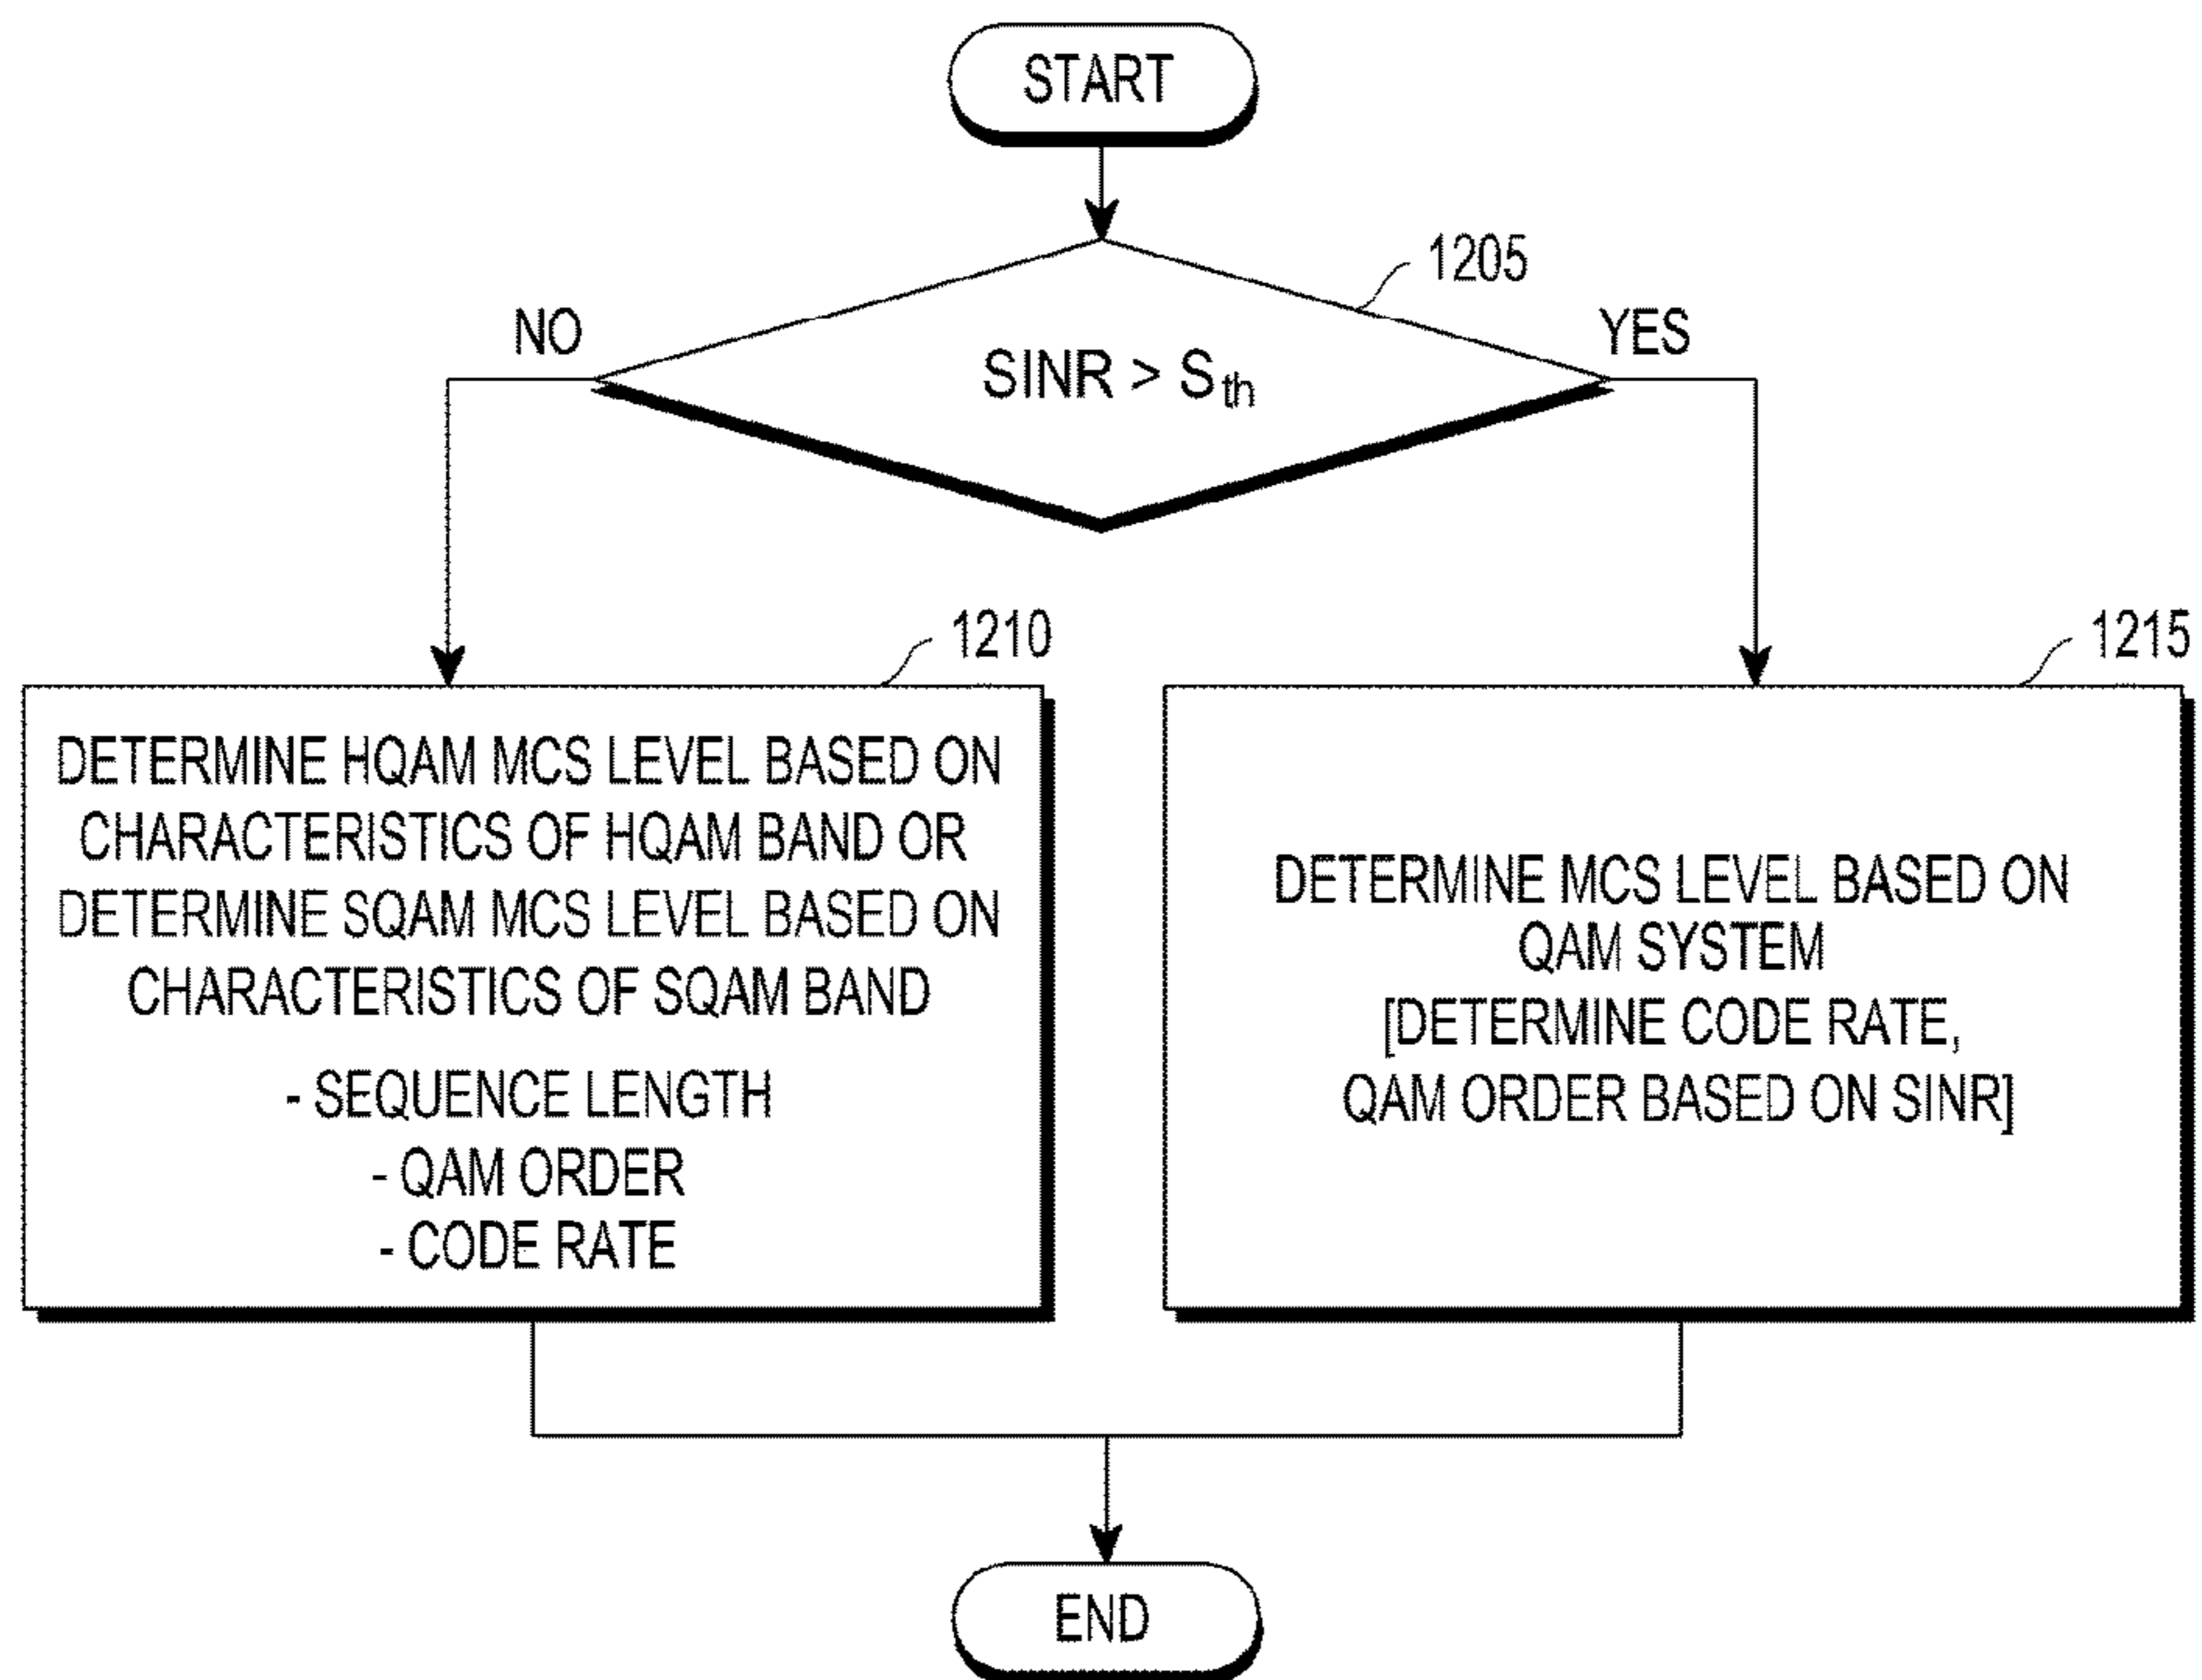 START
1205
NO
YES
SINR > Sth
1210
1215
DETERMINE HQAM MCS LEVEL BASED ON
CHARACTERISTICS OF HQAM BAND OR
DETERMINE SQAM MCS LEVEL BASED ON
CHARACTERISTICS OF SQAM BAND
- SEQUENCE LENGTH
- QAM ORDER
- CODE RATE
DETERMINE MCS LEVEL BASED ON
QAM SYSTEM
[DETERMINE CODE RATE,
QAM ORDER BASED ON SINR]
END